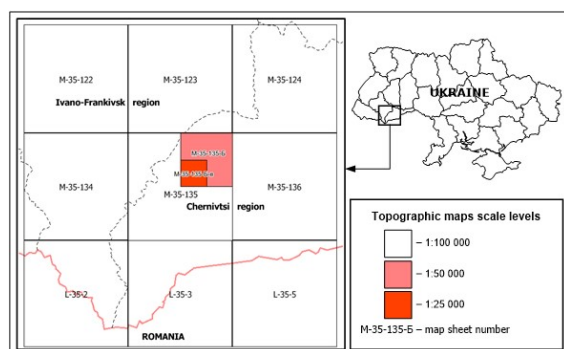 M-35-122
M-35-123
M-35-124
Ivano-Frankivsk region
UKRAINE
M-35-135-Б
M-35-134
M-35-135
M-35-136
Chernivtsi region
L-35-2
L-35-3
L-35-5
ROMANIA
Topographic maps scale levels
– 1:100 000
– 1:50 000
– 1:25 000
M-35-135-Б – map sheet number